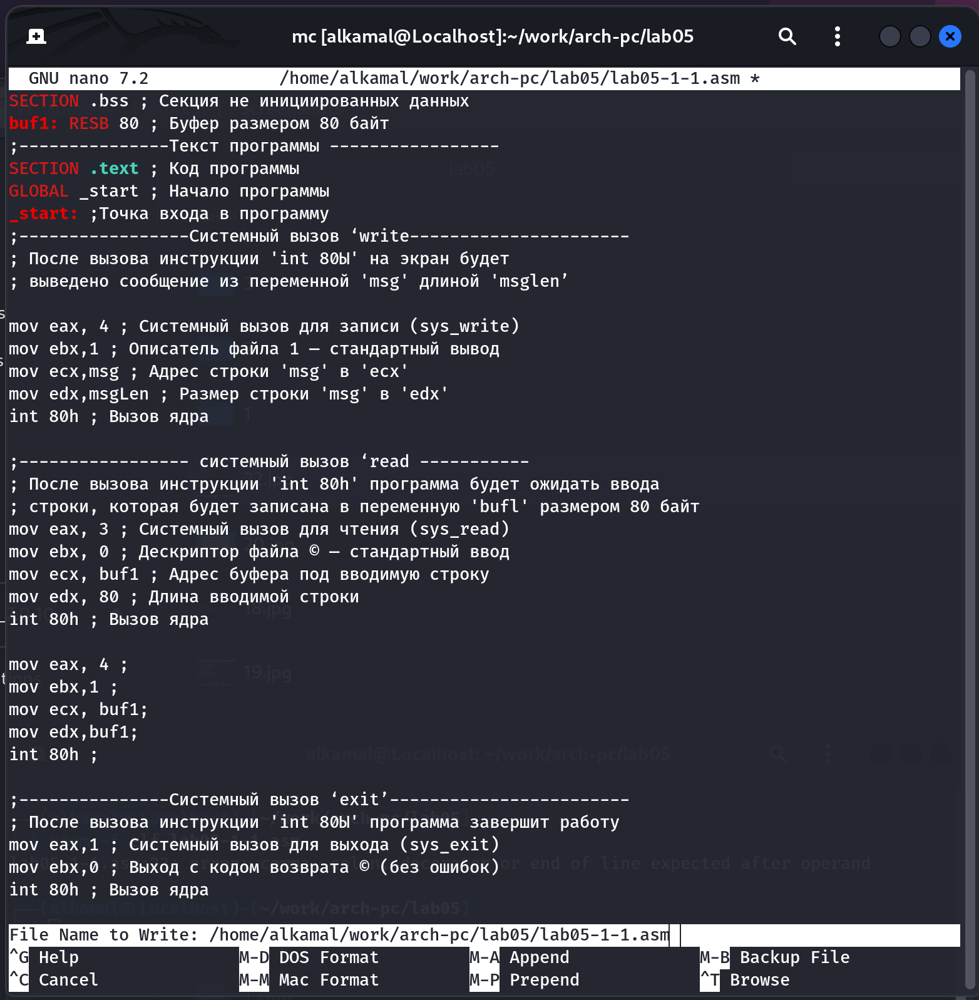 mc [alkamal@Localhost]:~/work/arch-pc/lab05
GNU nano 7.2 /home/alkamal/work/arch-pc/lab05/lab05-1-1.asm *
SECTION .bss ; Секция не инициированных данных
buf1: RESB 80 ; Буфер размером 80 байт
;---------------Текст программы -----------------
SECTION .text ; Код программы
GLOBAL _start ; Начало программы
_start: ;Точка входа в программу
;-----------------Системный вызов ‘write----------------------
; После вызова инструкции 'int 80Ы' на экран будет
; выведено сообщение из переменной 'msg' длиной 'msglen’
mov eax, 4 ; Системный вызов для записи (sys_write)
mov ebx,1 ; Описатель файла 1 — стандартный вывод
mov ecx,msg ; Адрес строки 'msg' в 'ecx'
mov edx,msgLen ; Размер строки 'msg' в 'edx'
int 80h ; Вызов ядра
;----------------- системный вызов ‘read -----------
; После вызова инструкции 'int 80h' программа будет ожидать ввода
; строки, которая будет записана в переменную 'bufl' размером 80 байт
mov eax, 3 ; Системный вызов для чтения (sys_read)
mov ebx, 0 ; Дескриптор файла © — стандартный ввод
mov ecx, buf1 ; Адрес буфера под вводимую строку
mov edx, 80 ; Длина вводимой строки
int 80h ; Вызов ядра
mov eax, 4 ;
mov ebx,1 ;
mov ecx, buf1;
mov edx,buf1;
int 80h ;
;---------------Системный вызов ‘exit’------------------------
; После вызова инструкции 'int 80Ы' программа завершит работу
mov eax,1 ; Системный вызов для выхода (sys_exit)
mov ebx,0 ; Выход с кодом возврата © (без ошибок)
int 80h ; Вызов ядра
File Name to Write: /home/alkamal/work/arch-pc/lab05/lab05-1-1.asm
^G Help M-D DOS Format M-A Append M-B Backup File
^C Cancel M-M Mac Format M-P Prepend ^T Browse